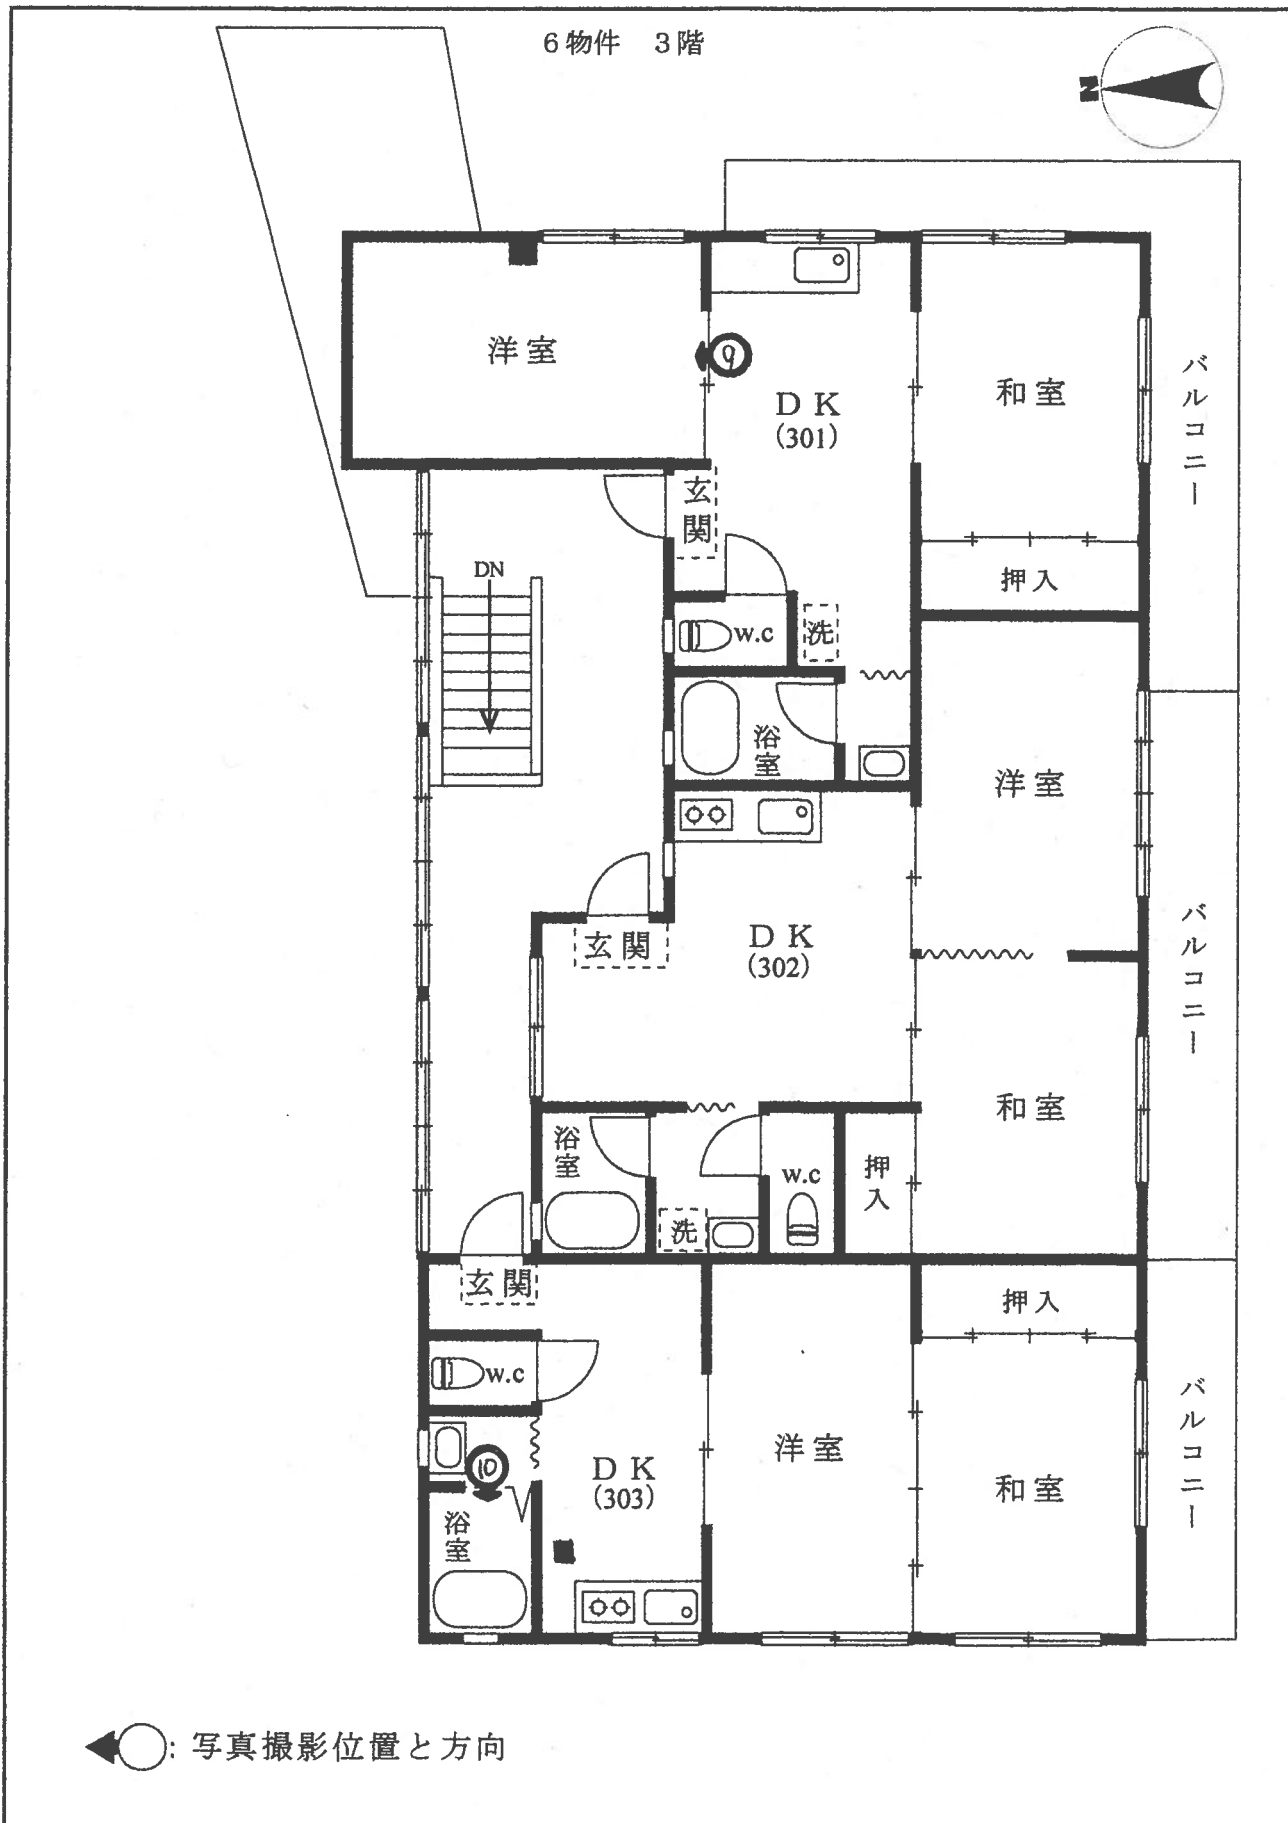 6物件 3階
N
洋室
9
DK
(301)
和室
バルコニー
玄関
押入
DN
w.c
洗
浴室
洋室
玄関
DK
(302)
バルコニー
和室
浴室
洗
w.c
押入
玄関
押入
w.c
洋室
和室
バルコニー
10
DK
(303)
浴室
:写真撮影位置と方向